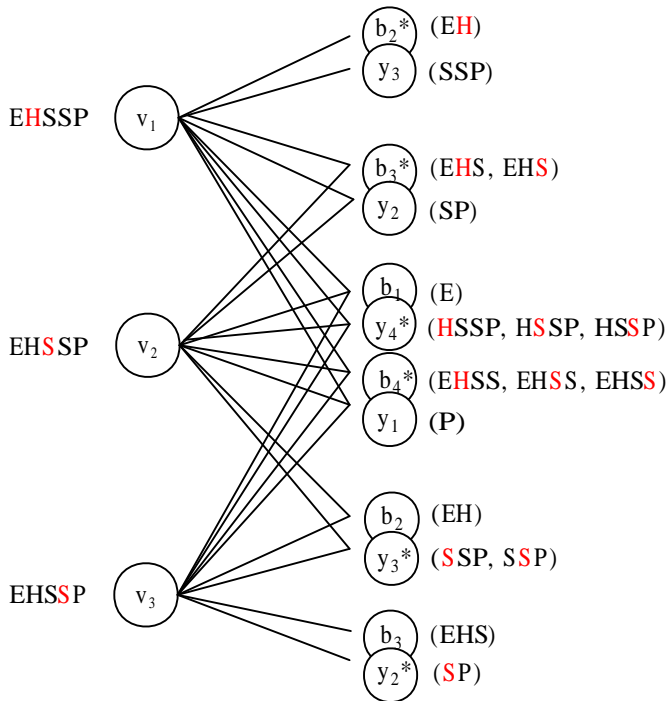 b2* (EH)
y3 (SSP)
EHSSP v1
b3* (EHS, EHS)
y2 (SP)
b1 (E)
y4* (HSSP, HSSP, HSSP)
EHSSP v2
b4* (EHSS, EHSS, EHSS)
y1 (P)
b2 (EH)
y3* (SSP, SSP)
EHSSP v3
b3 (EHS)
y2* (SP)